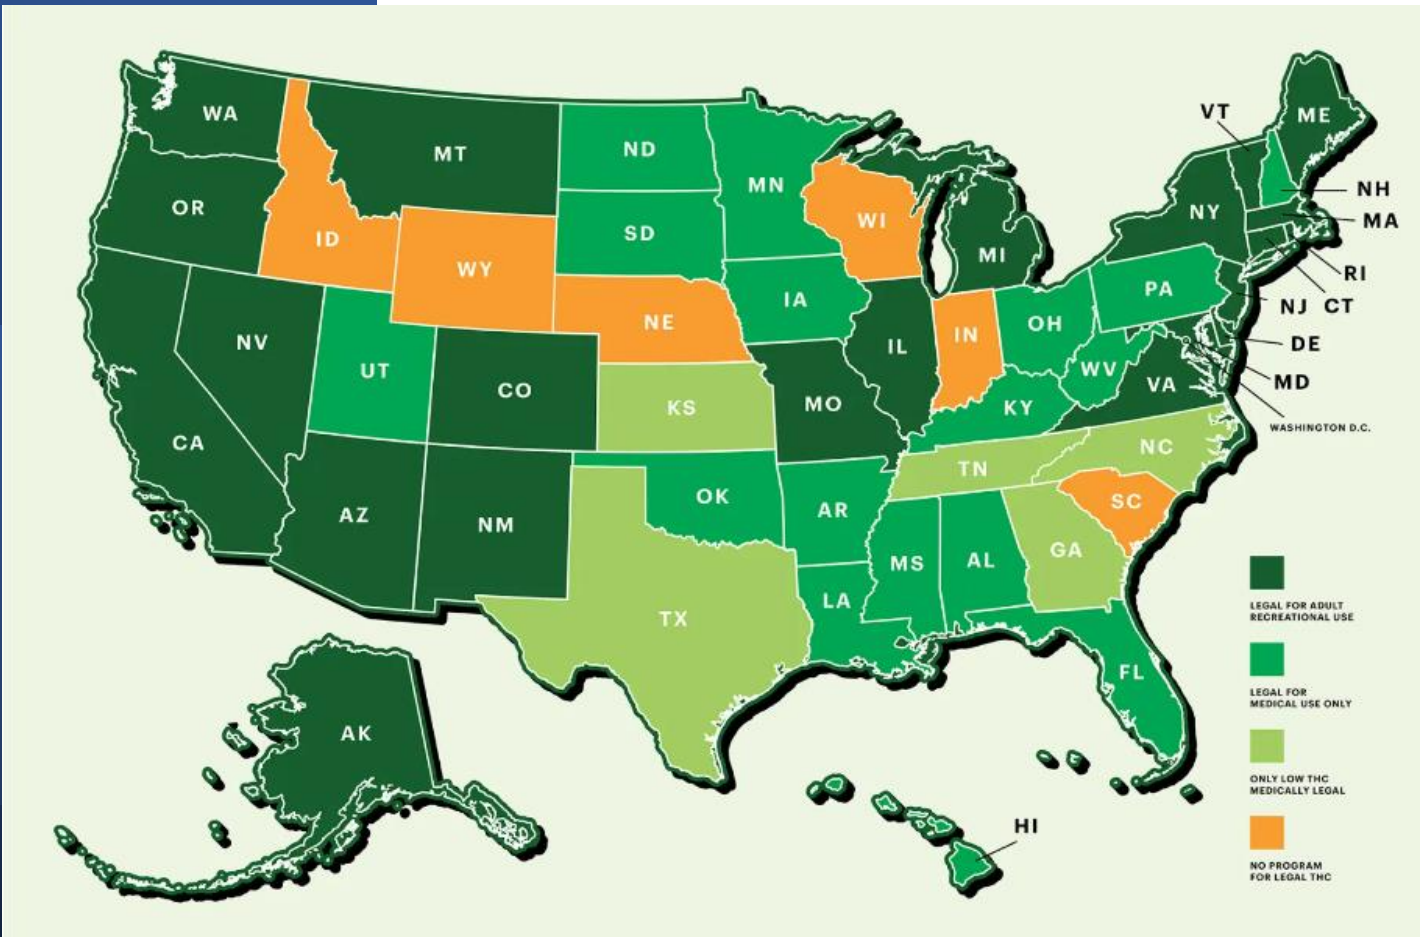 WA
MT
ND
MN
VT
ME
OR
ID
SD
WI
MI
NY
NH
MA
WY
RI
NV
UT
NE
IA
IL
IN
OH
PA
NJ CT
DE
CO
KS
MO
KY
WV
VA
MD
WASHINGTON D.C.
CA
AZ
NM
OK
AR
TN
NC
SC
TX
LA
MS
AL
GA
FL
AK
HI
LEGAL FOR ADULT
RECREATIONAL USE
LEGAL FOR
MEDICAL USE ONLY
ONLY LOW THC
MEDICALLY LEGAL
NO PROGRAM
FOR LEGAL THC